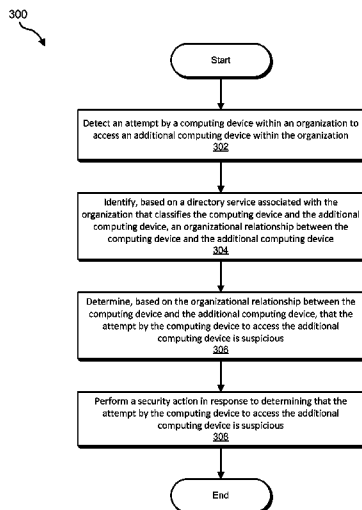 300
Start
Detect an attempt by a computing device within an organization to
access an additional computing device within the organization
302
Identify, based on a directory service associated with the
organization that classifies the computing device and the additional
computing device, an organizational relationship between the
computing device and the additional computing device
304
Determine, based on the organizational relationship between the
computing device and the additional computing device, that the
attempt by the computing device to access the additional
computing device is suspicious
306
Perform a security action in response to determining that the
attempt by the computing device to access the additional
computing device is suspicious
308
End